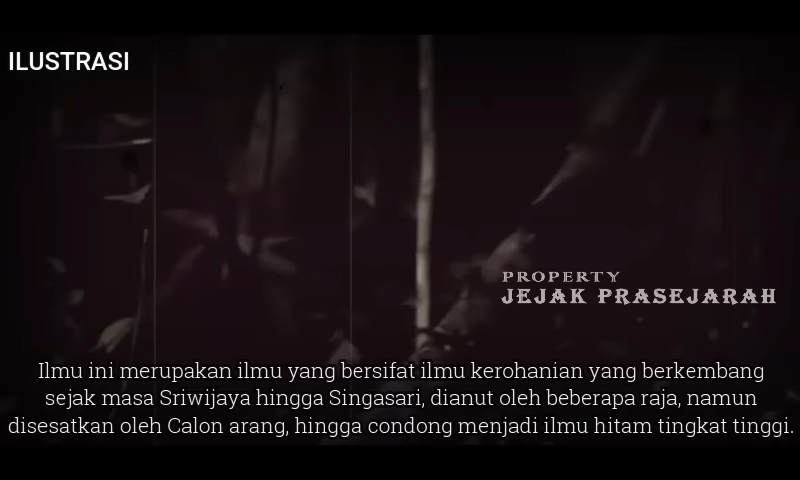 ILUSTRASI
PROPERTY
JEJAK PRASEJARAH
Ilmu ini merupakan ilmu yang bersifat ilmu kerohanian yang berkembang
sejak masa Sriwijaya hingga Singasari, dianut oleh beberapa raja, namun
disesatkan oleh Calon arang, hingga condong menjadi ilmu hitam tingkat tinggi.